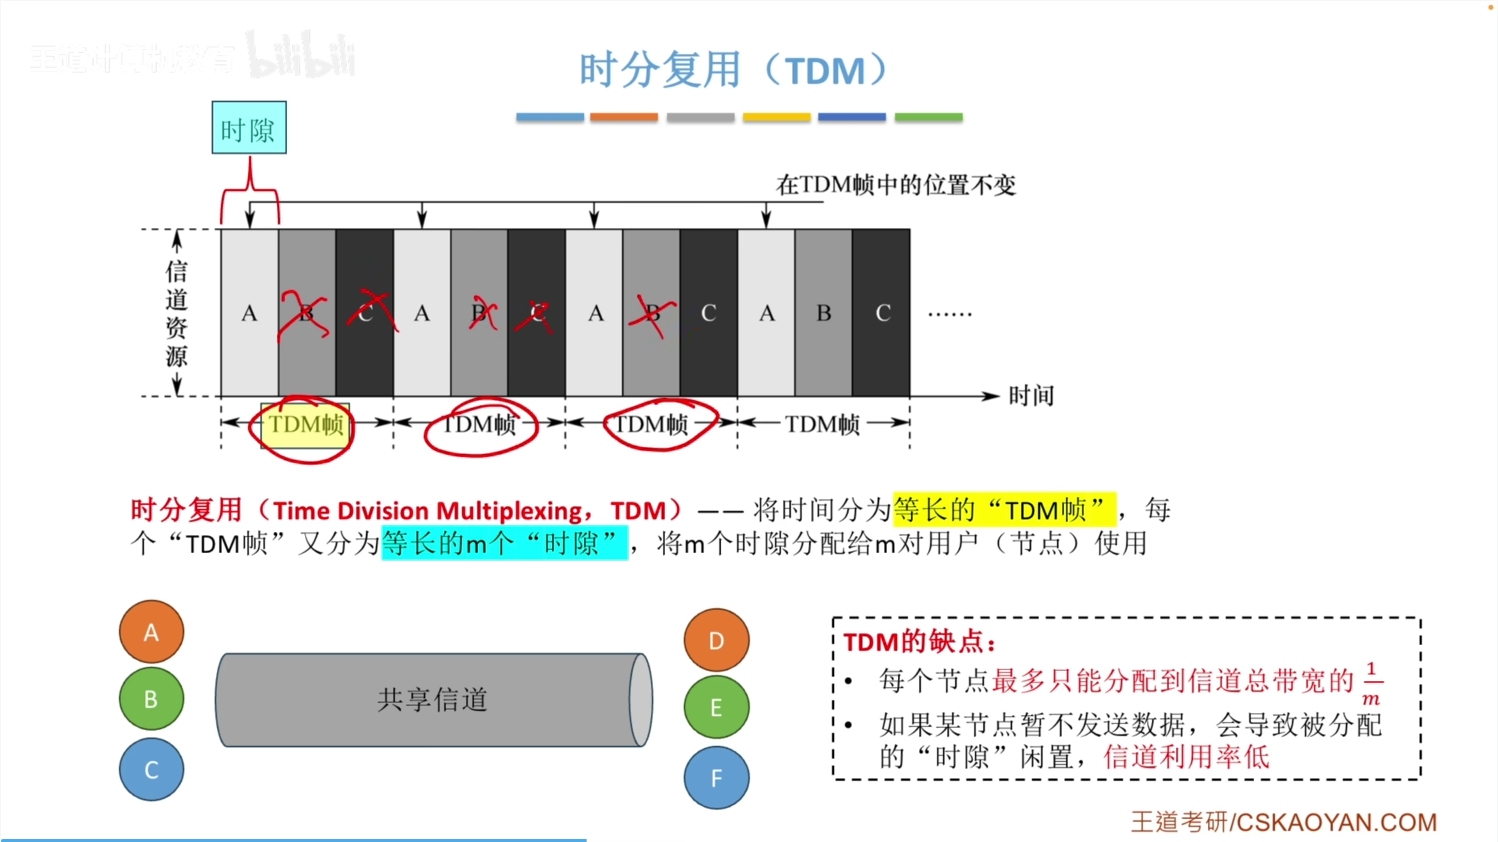 王道计算机教育 bilibili
时分复用（TDM）
时隙
在TDM帧中的位置不变
信道资源
A B C A B C A B C A B C ……
时间
TDM帧 TDM帧 TDM帧 TDM帧
时分复用（Time Division Multiplexing，TDM）—— 将时间分为等长的“TDM帧”，每
个“TDM帧”又分为等长的m个“时隙”，将m个时隙分配给m对用户（节点）使用
A
B
C
共享信道
D
E
F
TDM的缺点：
• 每个节点最多只能分配到信道总带宽的 1/m
• 如果某节点暂不发送数据，会导致被分配
的“时隙”闲置，信道利用率低
王道考研/CSKAOYAN.COM